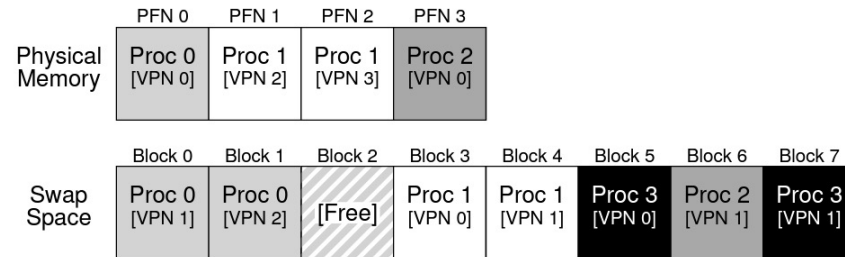 PFN 0 PFN 1 PFN 2 PFN 3
Physical Memory
Proc 0 [VPN 0]
Proc 1 [VPN 2]
Proc 1 [VPN 3]
Proc 2 [VPN 0]
Block 0 Block 1 Block 2 Block 3 Block 4 Block 5 Block 6 Block 7
Swap Space
Proc 0 [VPN 1]
Proc 0 [VPN 2]
[Free]
Proc 1 [VPN 0]
Proc 1 [VPN 1]
Proc 3 [VPN 0]
Proc 2 [VPN 1]
Proc 3 [VPN 1]